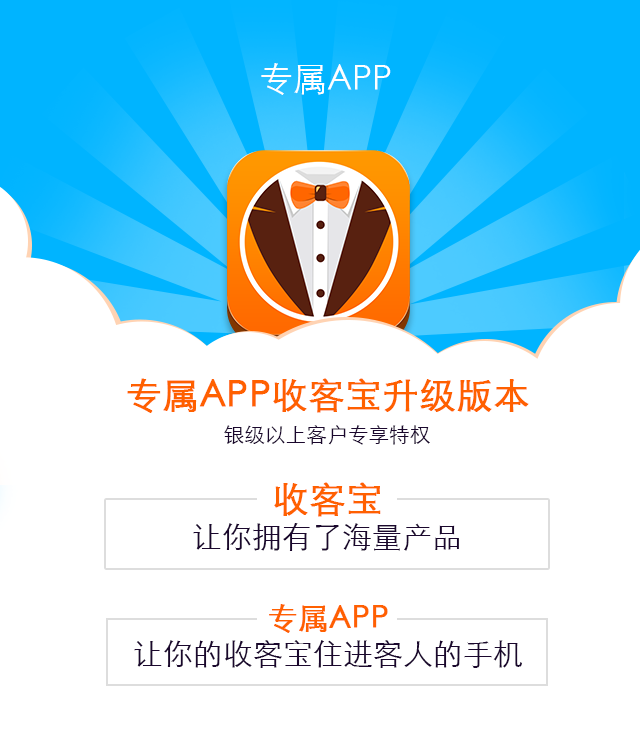 专属APP
专属APP收客宝升级版本
银级以上客户专享特权
收客宝
让你拥有了海量产品
专属APP
让你的收客宝住进客人的手机